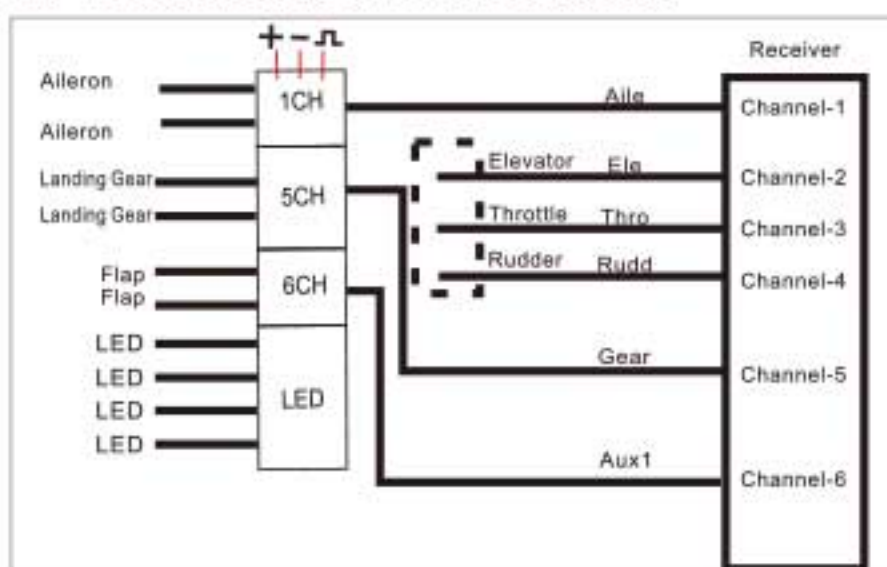 + -
Receiver
Aileron
1CH
Aile
Channel-1
Aileron
Landing Gear
5CH
Elevator
Ele
Channel-2
Landing Gear
Throttle
Thro
Channel-3
Flap
Flap
6CH
Rudder
Rudd
Channel-4
LED
LED
LED
LED
LED
Gear
Channel-5
Aux1
Channel-6